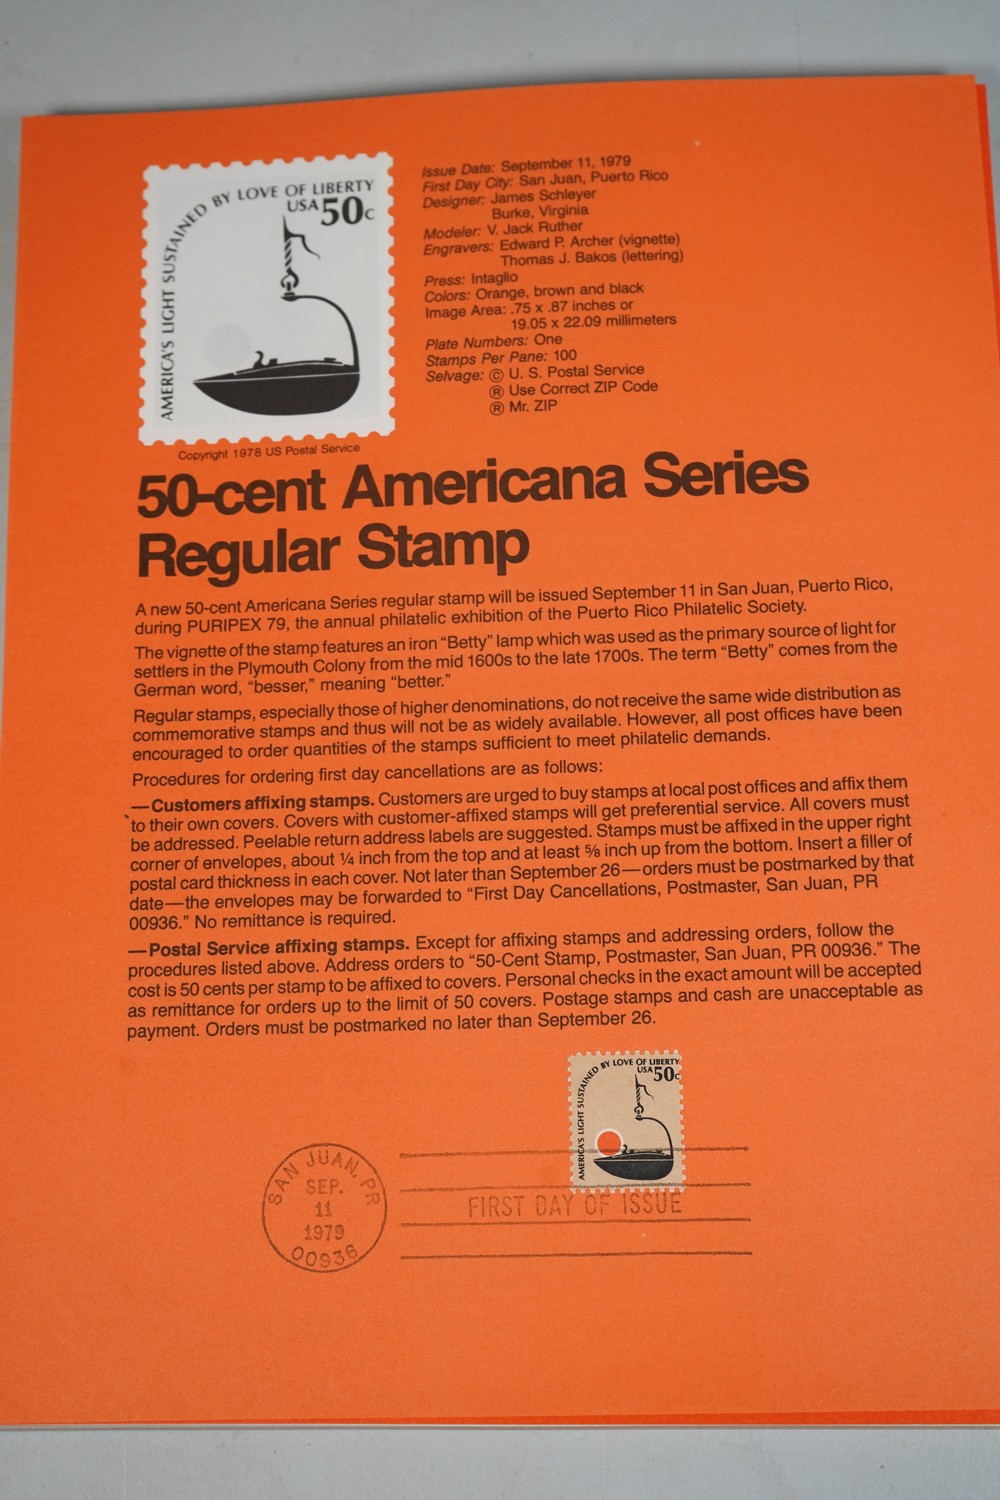 AMERICA'S LIGHT SUSTAINED BY LOVE OF LIBERTY
USA 50c
Copyright 1978 US Postal Service
Issue Date: September 11, 1979
First Day City: San Juan, Puerto Rico
Designer: James Schleyer
Burke, Virginia
Modeler: V. Jack Ruther
Engravers: Edward P. Archer (vignette)
Thomas J. Bakos (lettering)
Press: Intaglio
Colors: Orange, brown and black
Image Area: .75 x .87 inches or
19.05 x 22.09 millimeters
Plate Numbers: One
Stamps Per Pane: 100
Selvage: © U. S. Postal Service
® Use Correct ZIP Code
® Mr. ZIP
50-cent Americana Series
Regular Stamp
A new 50-cent Americana Series regular stamp will be issued September 11 in San Juan, Puerto Rico,
during PURIPEX 79, the annual philatelic exhibition of the Puerto Rico Philatelic Society.
The vignette of the stamp features an iron “Betty” lamp which was used as the primary source of light for
settlers in the Plymouth Colony from the mid 1600s to the late 1700s. The term “Betty” comes from the
German word, “besser,” meaning “better.”
Regular stamps, especially those of higher denominations, do not receive the same wide distribution as
commemorative stamps and thus will not be as widely available. However, all post offices have been
encouraged to order quantities of the stamps sufficient to meet philatelic demands.
Procedures for ordering first day cancellations are as follows:
—Customers affixing stamps. Customers are urged to buy stamps at local post offices and affix them
to their own covers. Covers with customer-affixed stamps will get preferential service. All covers must
be addressed. Peelable return address labels are suggested. Stamps must be affixed in the upper right
corner of envelopes, about ¼ inch from the top and at least ⅝ inch up from the bottom. Insert a filler of
postal card thickness in each cover. Not later than September 26—orders must be postmarked by that
date—the envelopes may be forwarded to “First Day Cancellations, Postmaster, San Juan, PR
00936.” No remittance is required.
—Postal Service affixing stamps. Except for affixing stamps and addressing orders, follow the
procedures listed above. Address orders to “50-Cent Stamp, Postmaster, San Juan, PR 00936.” The
cost is 50 cents per stamp to be affixed to covers. Personal checks in the exact amount will be accepted
as remittance for orders up to the limit of 50 covers. Postage stamps and cash are unacceptable as
payment. Orders must be postmarked no later than September 26.
AMERICA'S LIGHT SUSTAINED BY LOVE OF LIBERTY
USA 50c
SAN JUAN, PR
SEP.
11
1979
00936
FIRST DAY OF ISSUE